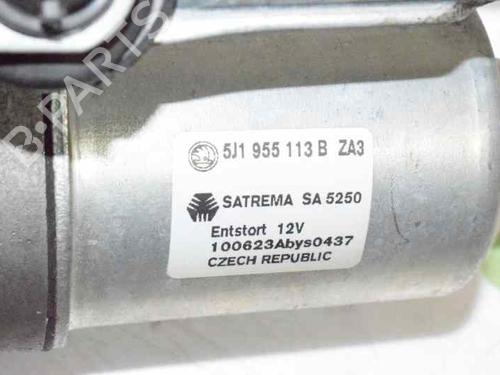 B-PARTS
5J1 955 113 B ZA3
SATREMA SA 5250
Entstort 12V
100623Abys0437
CZECH REPUBLIC